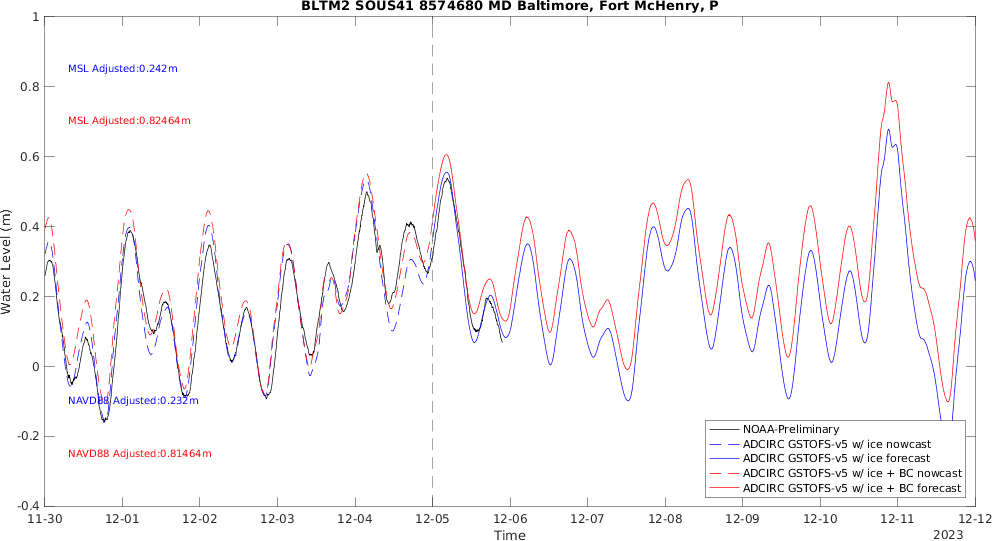 BLTM2 SOUS41 8574680 MD Baltimore, Fort McHenry, P
MSL Adjusted:0.242m
MSL Adjusted:0.82464m
NAVD88 Adjusted:0.232m
NAVD88 Adjusted:0.81464m
Water Level (m)
1
0.8
0.6
0.4
0.2
0
-0.2
-0.4
NOAA-Preliminary
ADCIRC GSTOFS-v5 w/ ice nowcast
ADCIRC GSTOFS-v5 w/ ice forecast
ADCIRC GSTOFS-v5 w/ ice + BC nowcast
ADCIRC GSTOFS-v5 w/ ice + BC forecast
11-30 12-01 12-02 12-03 12-04 12-05 12-06 12-07 12-08 12-09 12-10 12-11 12-12
Time
2023